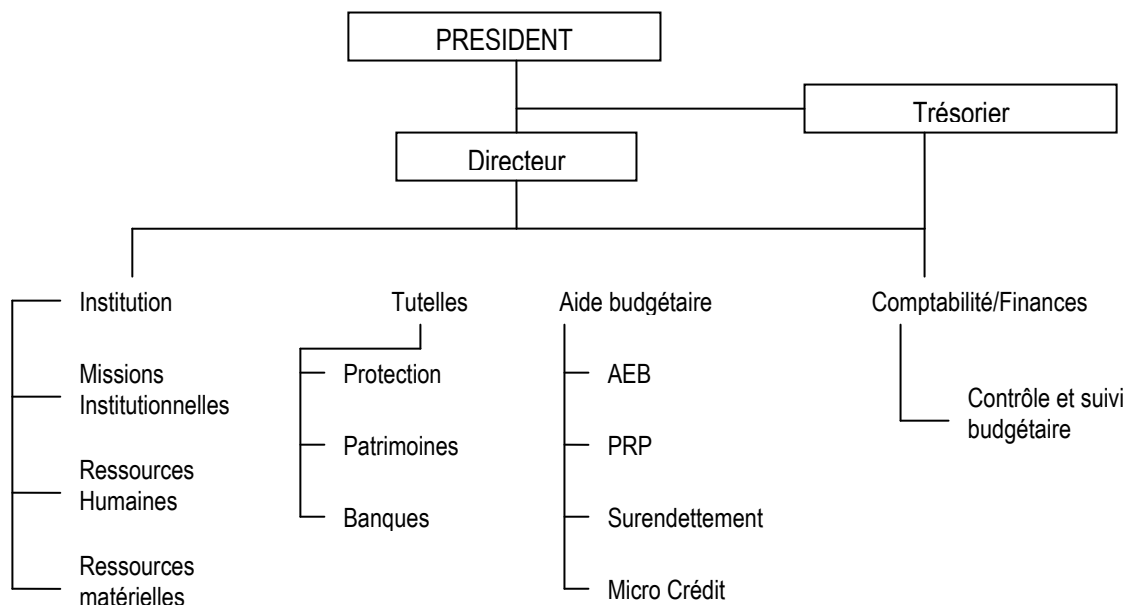 PRESIDENT
Trésorier
Directeur
Institution
Tutelles
Aide budgétaire
Comptabilité/Finances
Missions
Institutionnelles
Protection
AEB
Contrôle et suivi
budgétaire
Patrimoines
PRP
Ressources
Humaines
Banques
Surendettement
Ressources
matérielles
Micro Crédit